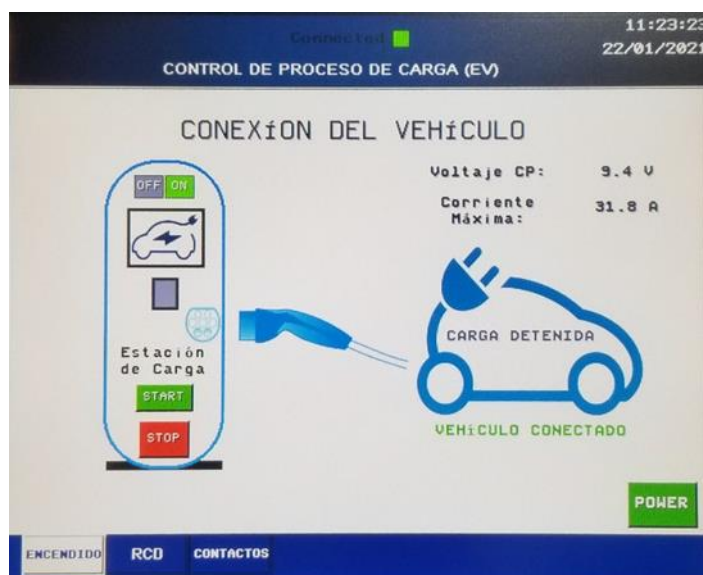 Connected
11:23:23
22/01/2021
CONTROL DE PROCESO DE CARGA (EV)
CONEXíON DEL VEHíCULO
OFF ON
Voltaje CP: 9.4 V
Corriente
Máxima: 31.8 A
CARGA DETENIDA
Estación
de Carga
START
STOP
VEHíCULO CONECTADO
POWER
ENCENDIDO RCD CONTACTOS